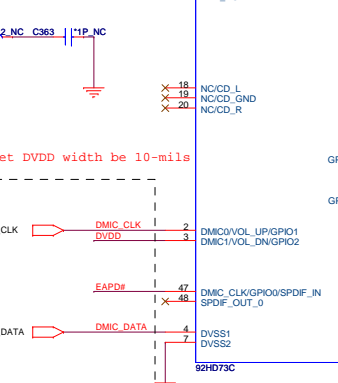 2_NC C363 *1P_NC
18 NC/CD_L
19 NC/CD_GND
20 NC/CD_R
et DVDD width be 10-mils
GP
GP
CLK DMIC_CLK 2 DMIC0/VOL_UP/GPIO1
DVDD 3 DMIC1/VOL_DN/GPIO2
EAPD# 47 DMIC_CLK/GPIO0/SPDIF_IN
48 SPDIF_OUT_0
DATA DMIC_DATA 4 DVSS1
7 DVSS2
92HD73C